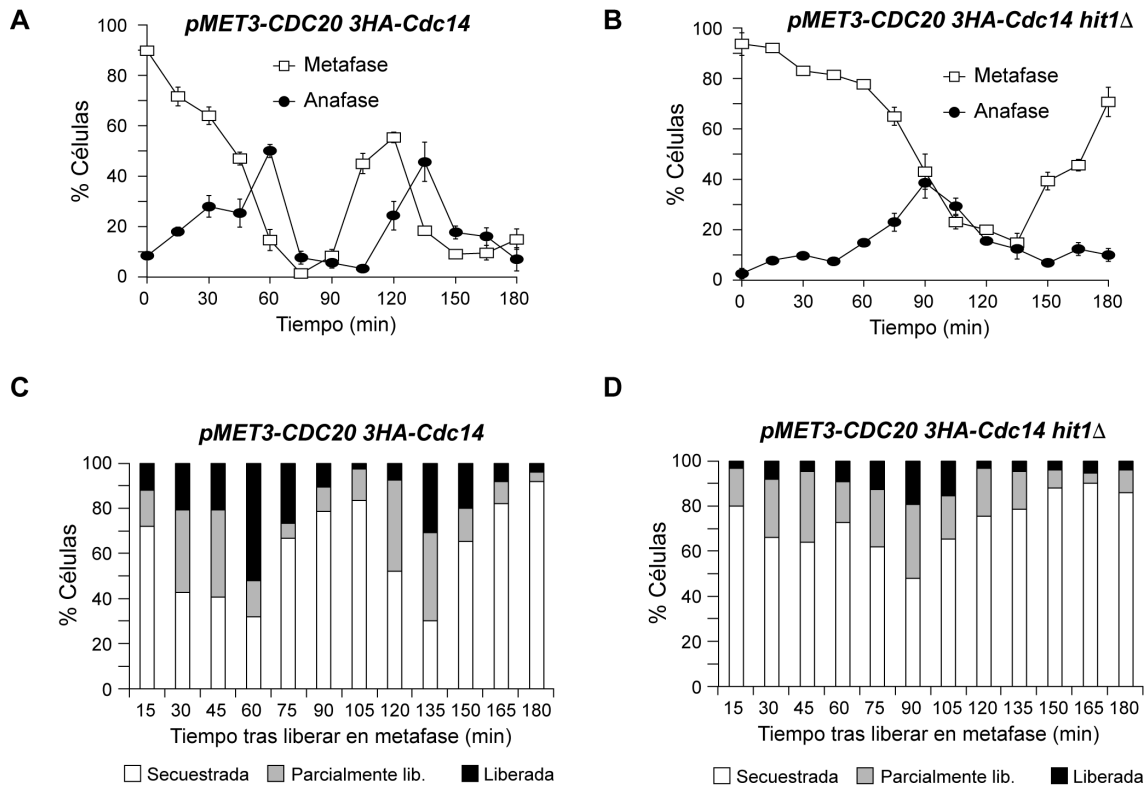 A
pMET3-CDC20 3HA-Cdc14
100
80
60
40
20
0
% Células
Metafase
Anafase
0 30 60 90 120 150 180
Tiempo (min)
B
pMET3-CDC20 3HA-Cdc14 hit1Δ
100
80
60
40
20
0
% Células
Metafase
Anafase
0 30 60 90 120 150 180
Tiempo (min)
C
pMET3-CDC20 3HA-Cdc14
100
80
60
40
20
0
% Células
15 30 45 60 75 90 105 120 135 150 165 180
Tiempo tras liberar en metafase (min)
Secuestrada Parcialmente lib. Liberada
D
pMET3-CDC20 3HA-Cdc14 hit1Δ
100
80
60
40
20
0
% Células
15 30 45 60 75 90 105 120 135 150 165 180
Tiempo tras liberar en metafase (min)
Secuestrada Parcialmente lib. Liberada